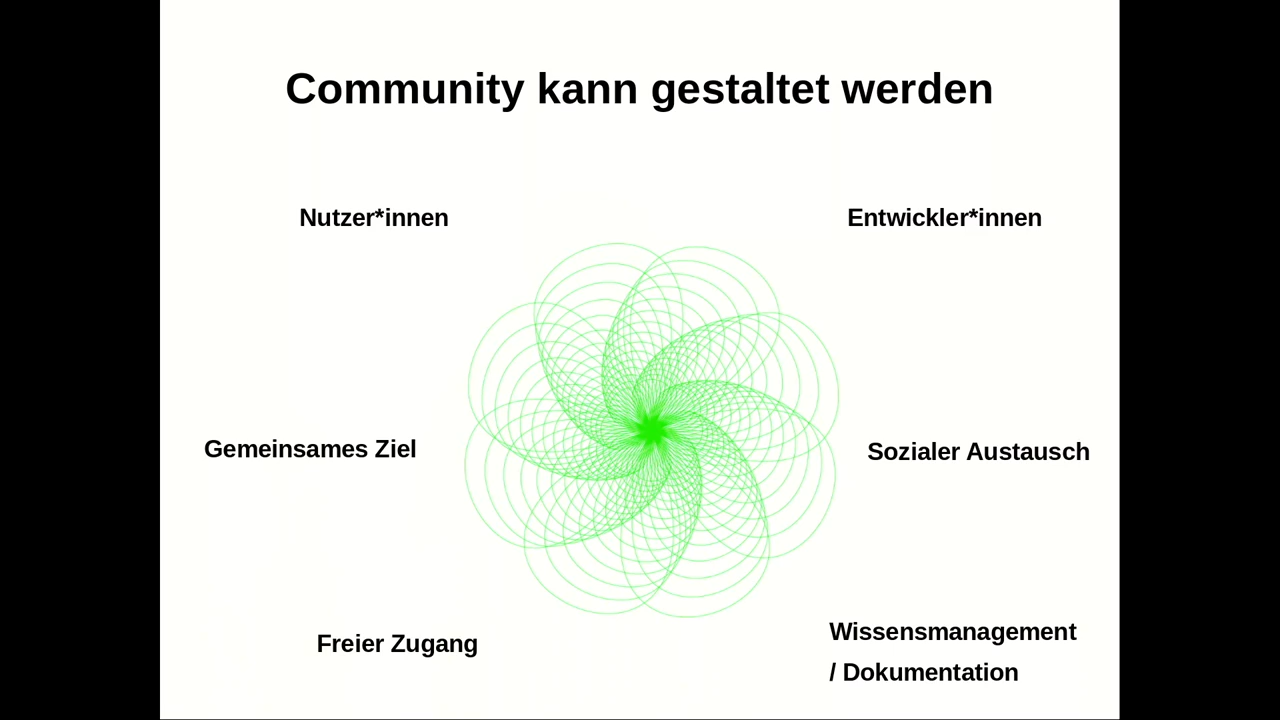 Community kann gestaltet werden
Nutzer*innen
Entwickler*innen
Gemeinsames Ziel
Sozialer Austausch
Freier Zugang
Wissensmanagement
/ Dokumentation